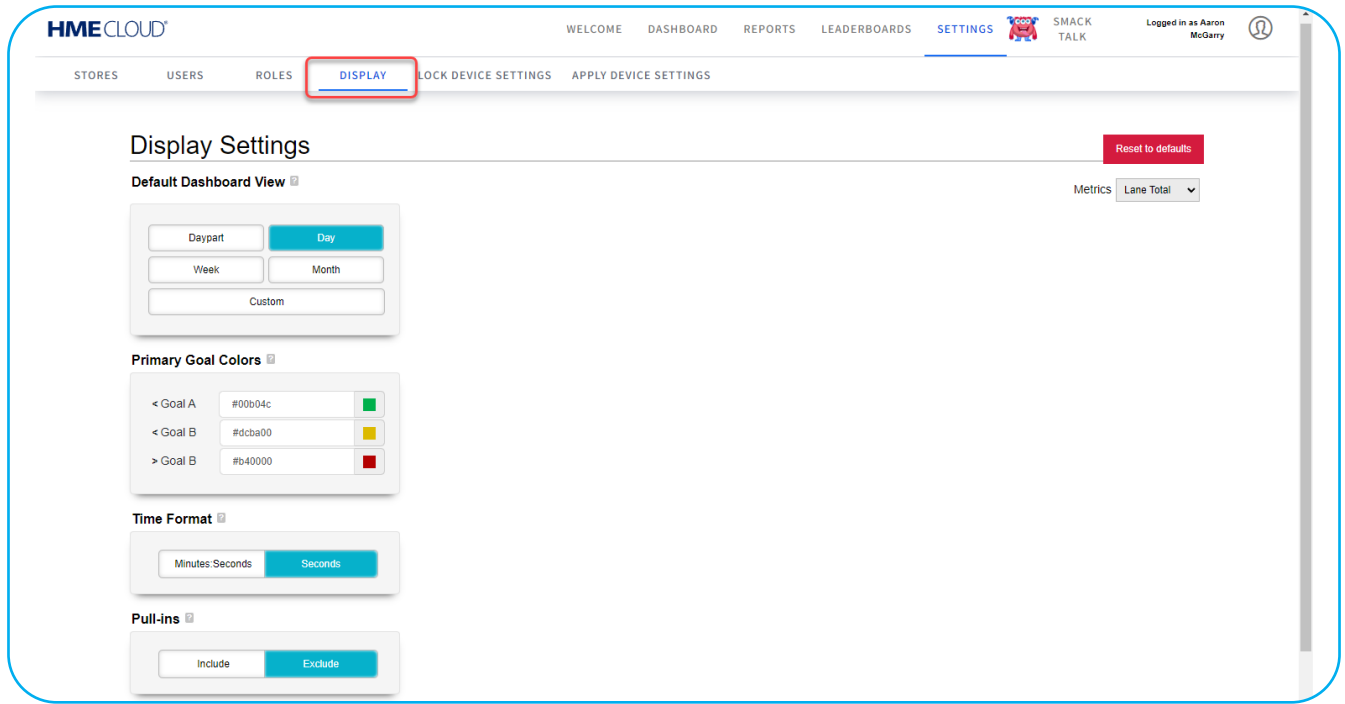 HME CLOUD®
WELCOME DASHBOARD REPORTS LEADERBOARDS SETTINGS SMACK TALK Logged in as Aaron McGarry
STORES USERS ROLES DISPLAY LOCK DEVICE SETTINGS APPLY DEVICE SETTINGS
Display Settings
Reset to defaults
Default Dashboard View ?
Metrics Lane Total
Daypart Day
Week Month
Custom
Primary Goal Colors ?
< Goal A #00b04c
< Goal B #dcba00
> Goal B #b40000
Time Format ?
Minutes:Seconds Seconds
Pull-ins ?
Include Exclude